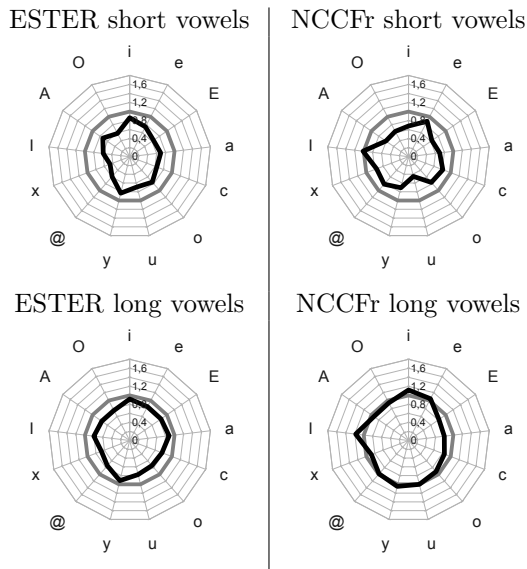 ESTER short vowels
NCCFr short vowels
i
e
E
a
c
o
u
y
@
x
I
A
O
1,6
1,2
0,8
0,4
0
i
e
E
a
c
o
u
y
@
x
I
A
O
1,6
1,2
0,8
0,4
0
ESTER long vowels
NCCFr long vowels
i
e
E
a
c
o
u
y
@
x
I
A
O
1,6
1,2
0,8
0,4
0
i
e
E
a
c
o
u
y
@
x
I
A
O
1,6
1,2
0,8
0,4
0